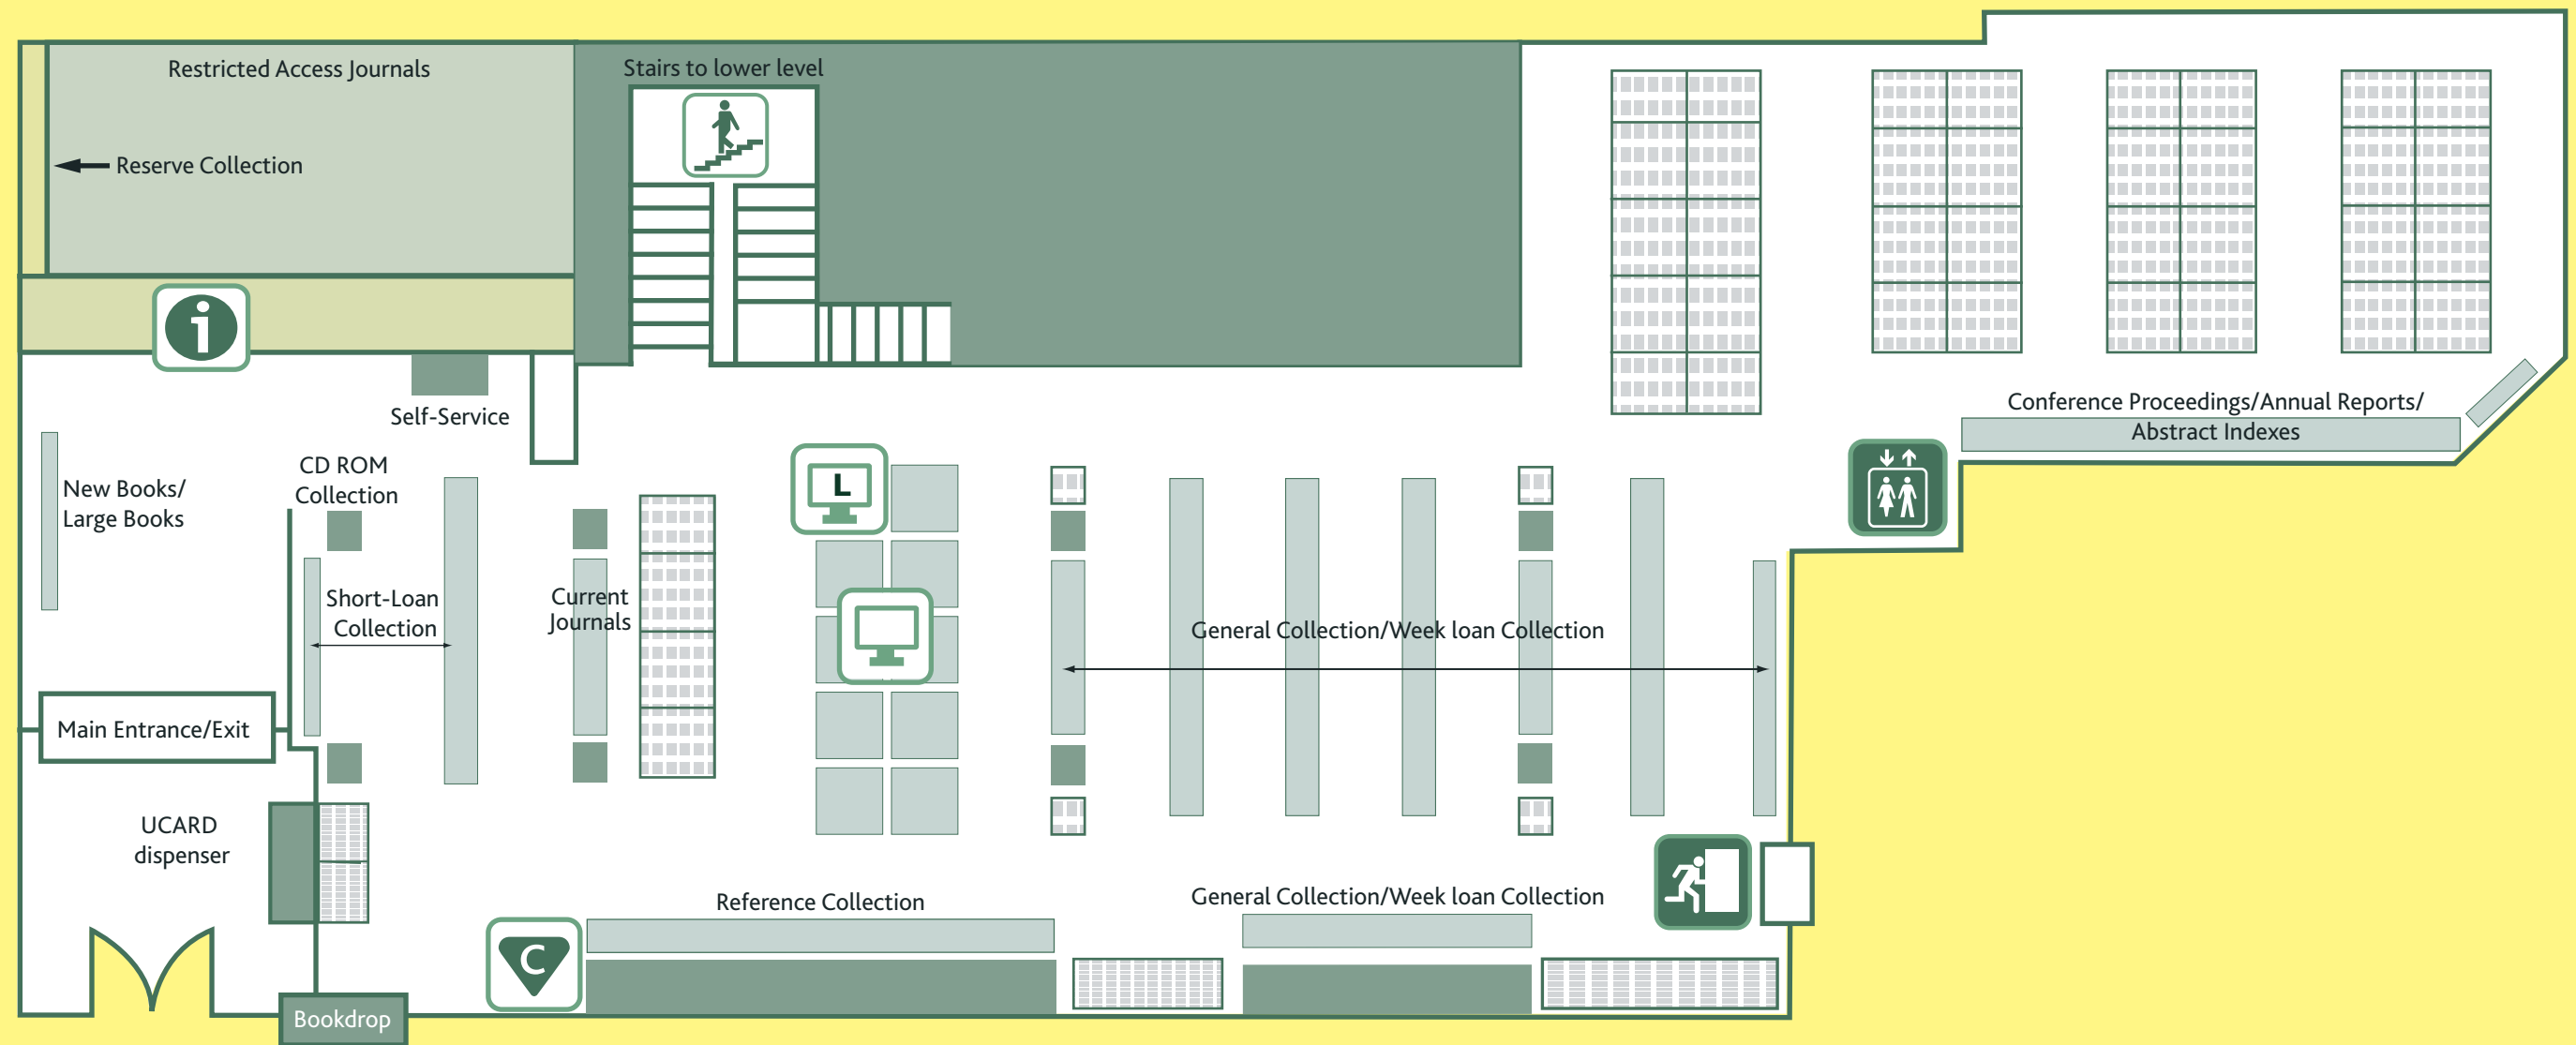 Restricted Access Journals
Stairs to lower level
Reserve Collection
i
Self-Service
Conference Proceedings/Annual Reports/
Abstract Indexes
CD ROM
Collection
New Books/
Large Books
L
Short-Loan
Collection
Current
Journals
General Collection/Week loan Collection
Main Entrance/Exit
UCARD
dispenser
Reference Collection
General Collection/Week loan Collection
C
Bookdrop